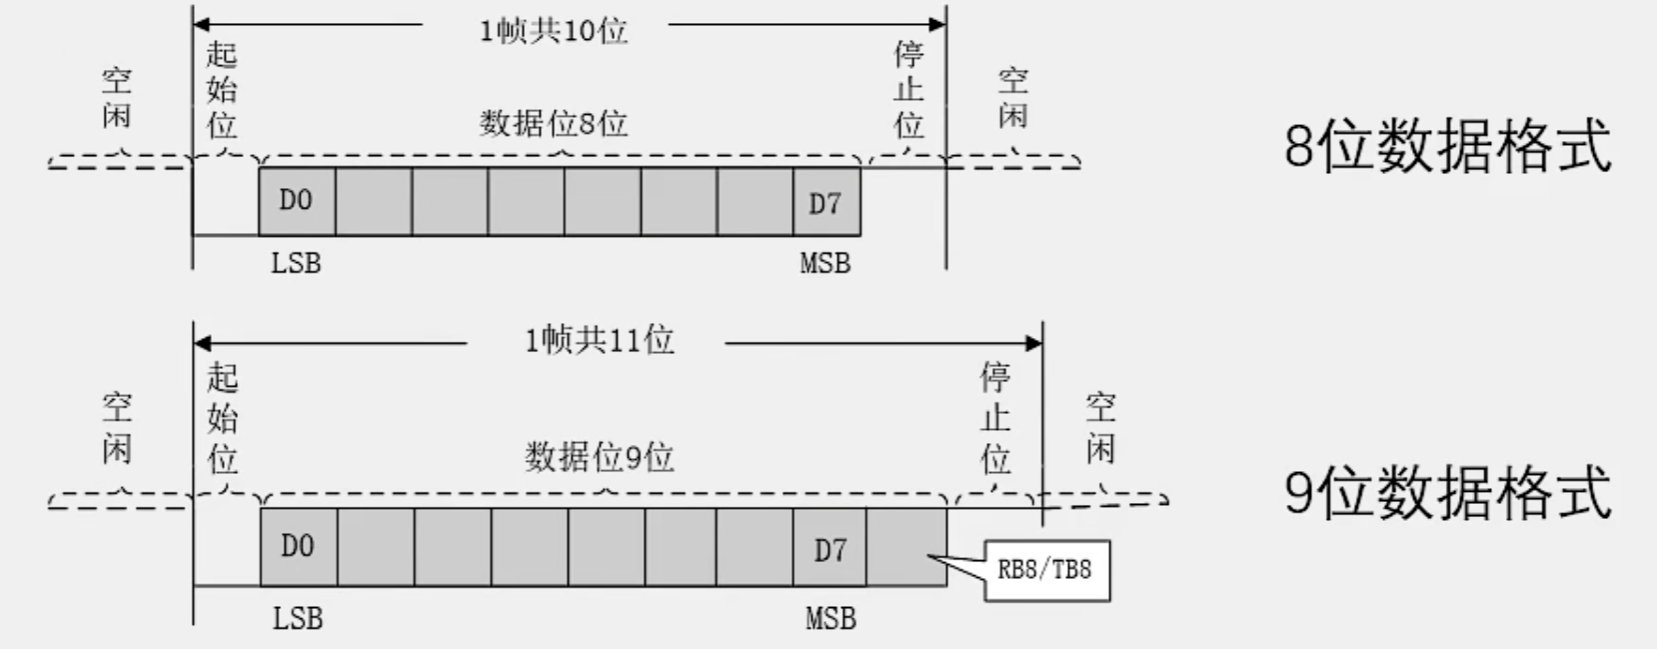 1帧共10位
空闲
起始位
数据位8位
停止位
空闲
8位数据格式
D0
D7
LSB
MSB
1帧共11位
空闲
起始位
数据位9位
停止位
空闲
9位数据格式
D0
D7
RB8/TB8
LSB
MSB